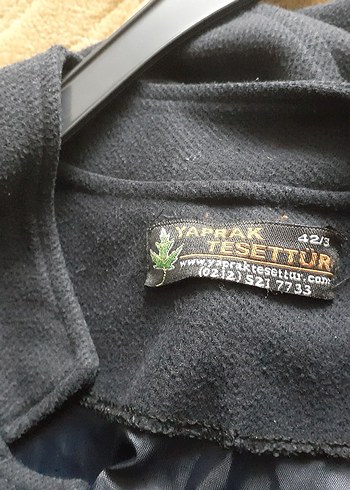 YAPRAK 42/3
TESETTÜR
www.yapraktesettur.com
(0212) 521 7733